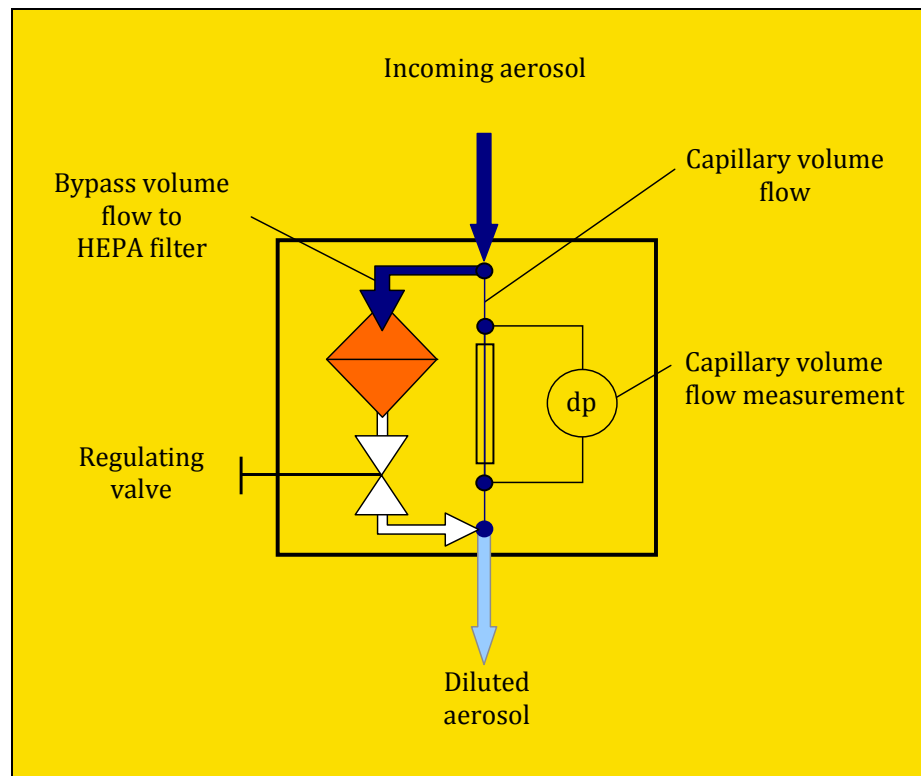 Incoming aerosol
Bypass volume
flow to
HEPA filter
Capillary volume
flow
Capillary volume
flow measurement
dp
Regulating
valve
Diluted
aerosol